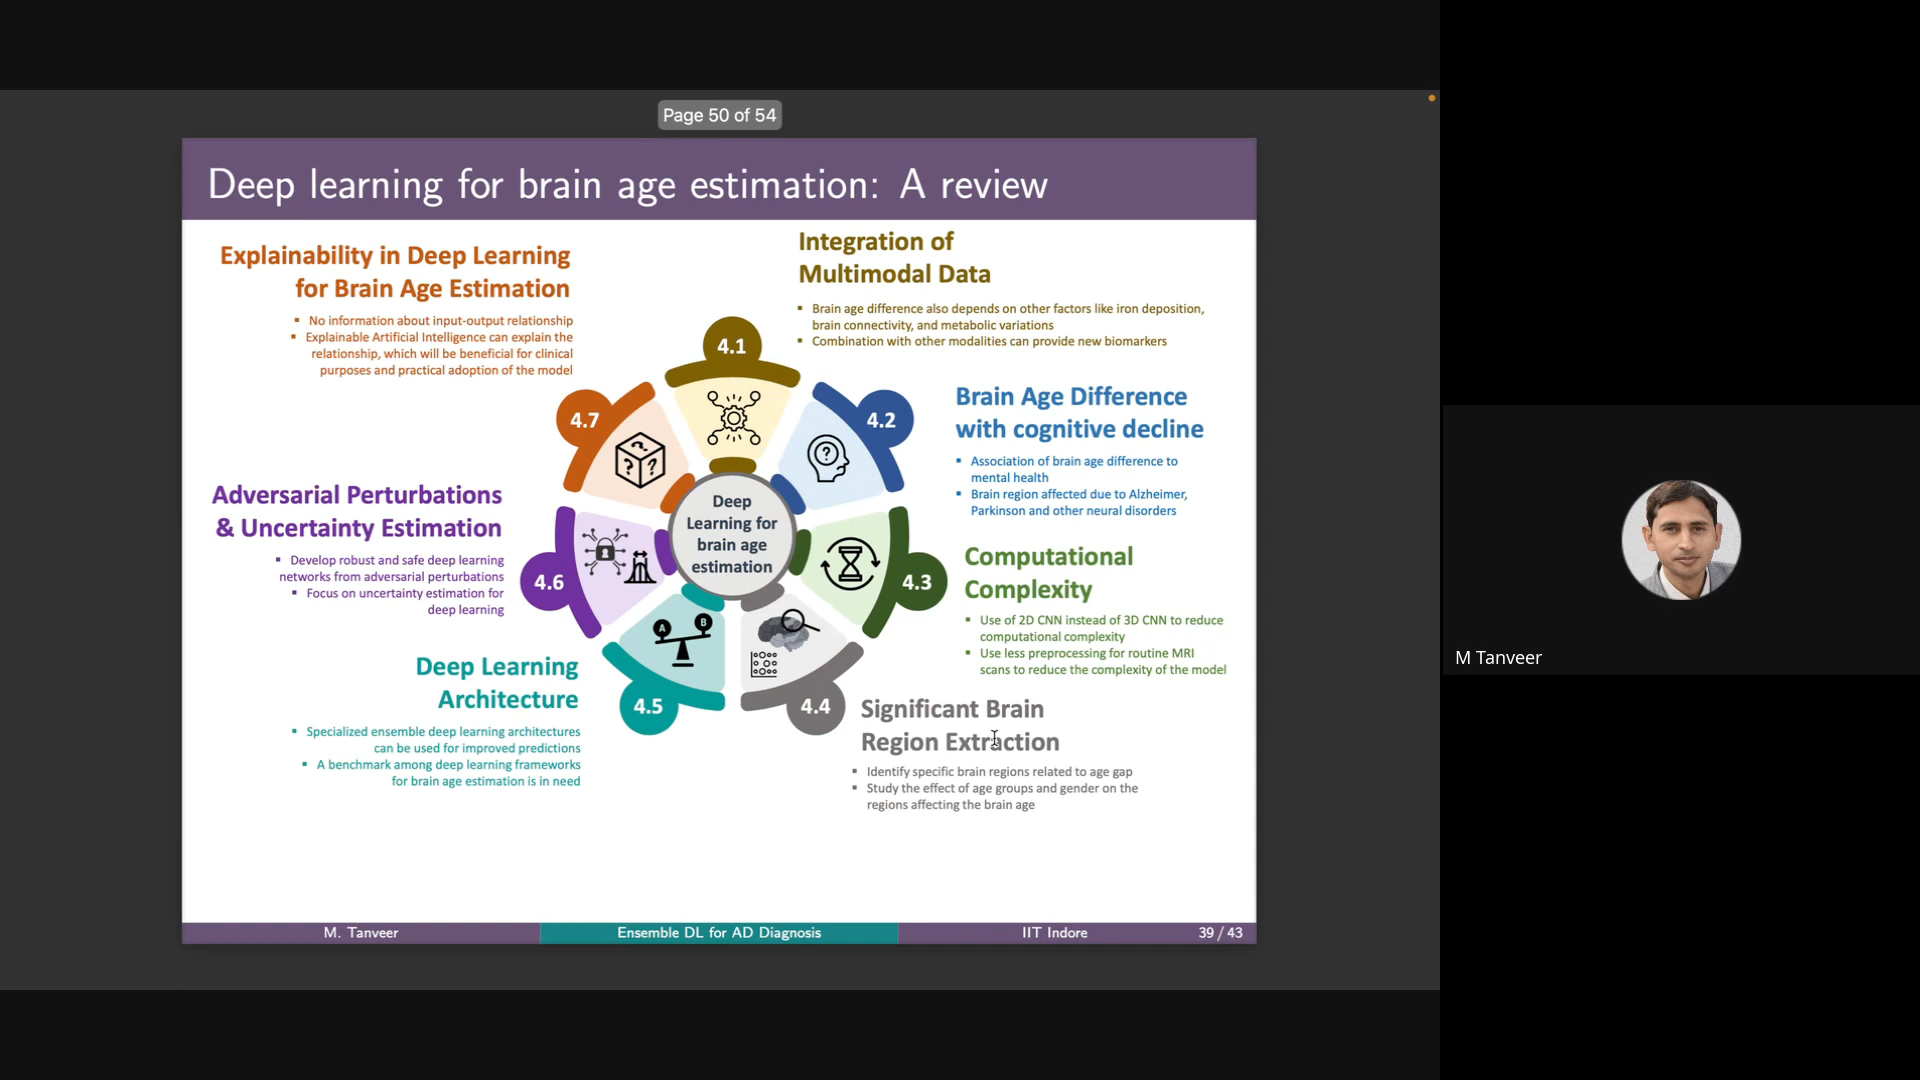 Page 50 of 54
Deep learning for brain age estimation: A review
Explainability in Deep Learning
for Brain Age Estimation
▪ No information about input-output relationship
▪ Explainable Artificial Intelligence can explain the
relationship, which will be beneficial for clinical
purposes and practical adoption of the model
Integration of
Multimodal Data
▪ Brain age difference also depends on other factors like iron deposition,
brain connectivity, and metabolic variations
▪ Combination with other modalities can provide new biomarkers
4.1
4.7
4.2
Brain Age Difference
with cognitive decline
▪ Association of brain age difference to
mental health
▪ Brain region affected due to Alzheimer,
Parkinson and other neural disorders
? ? ?
?
Adversarial Perturbations
& Uncertainty Estimation
▪ Develop robust and safe deep learning
networks from adversarial perturbations
▪ Focus on uncertainty estimation for
deep learning
Deep
Learning for
brain age
estimation
4.6
4.3
Computational
Complexity
▪ Use of 2D CNN instead of 3D CNN to reduce
computational complexity
▪ Use less preprocessing for routine MRI
scans to reduce the complexity of the model
A B
Deep Learning
Architecture
▪ Specialized ensemble deep learning architectures
can be used for improved predictions
▪ A benchmark among deep learning frameworks
for brain age estimation is in need
4.5
4.4
Significant Brain
Region Extraction
▪ Identify specific brain regions related to age gap
▪ Study the effect of age groups and gender on the
regions affecting the brain age
M. Tanveer
Ensemble DL for AD Diagnosis
IIT Indore
39 / 43
M Tanveer